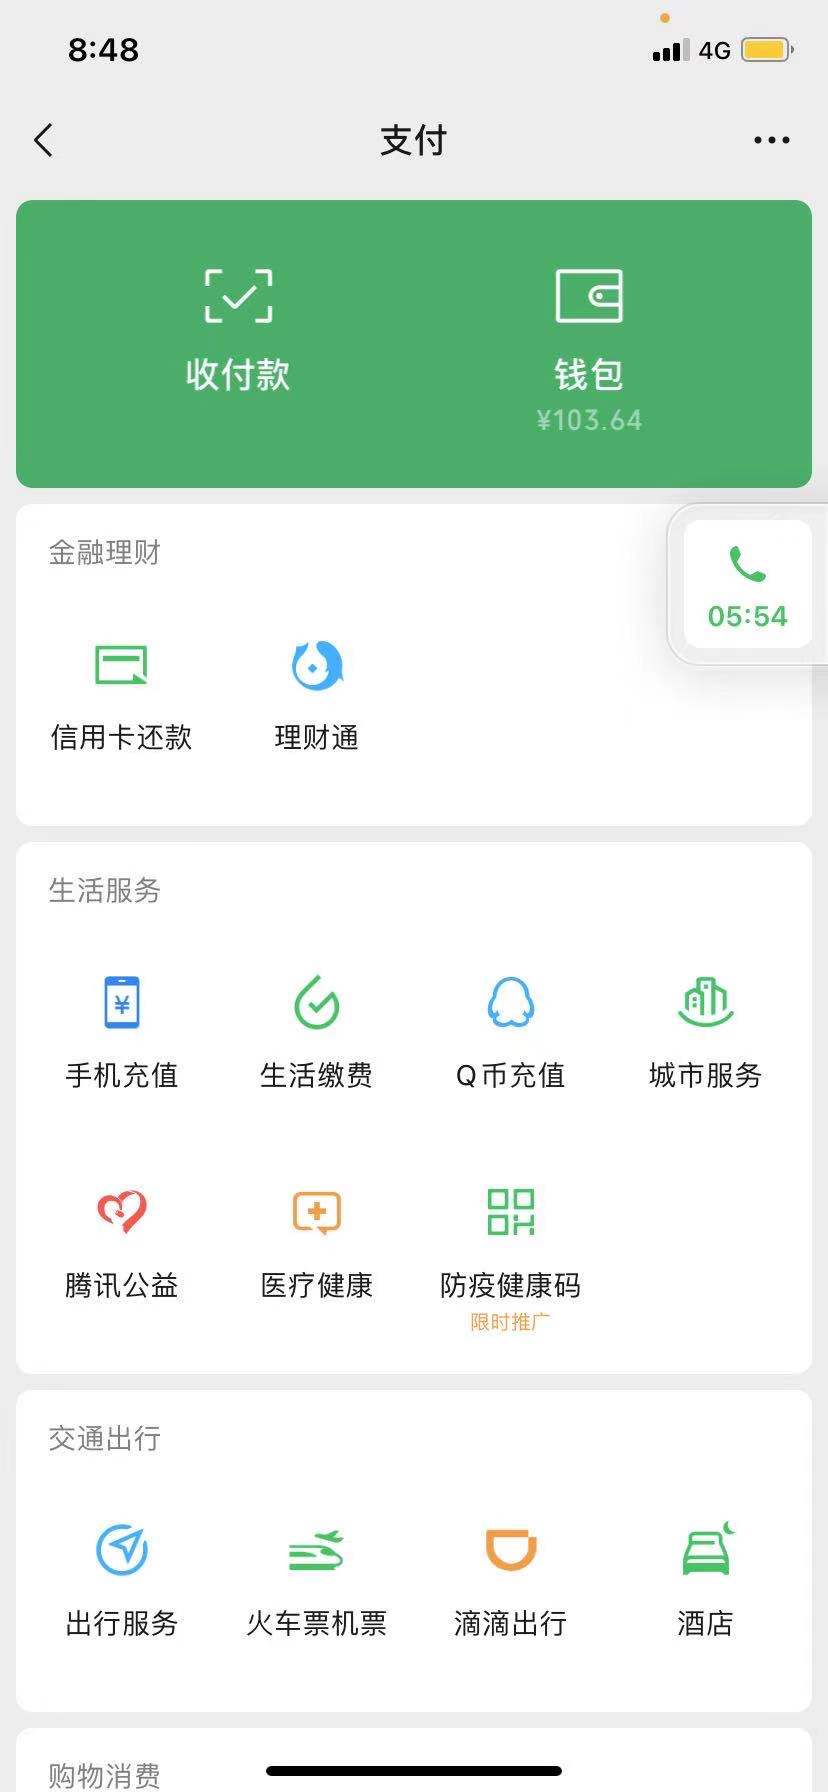 8:48
4G
支付
收付款
钱包
¥103.64
金融理财
05:54
信用卡还款
理财通
生活服务
手机充值
生活缴费
Q币充值
城市服务
腾讯公益
医疗健康
防疫健康码
限时推广
交通出行
出行服务
火车票机票
滴滴出行
酒店
购物消费